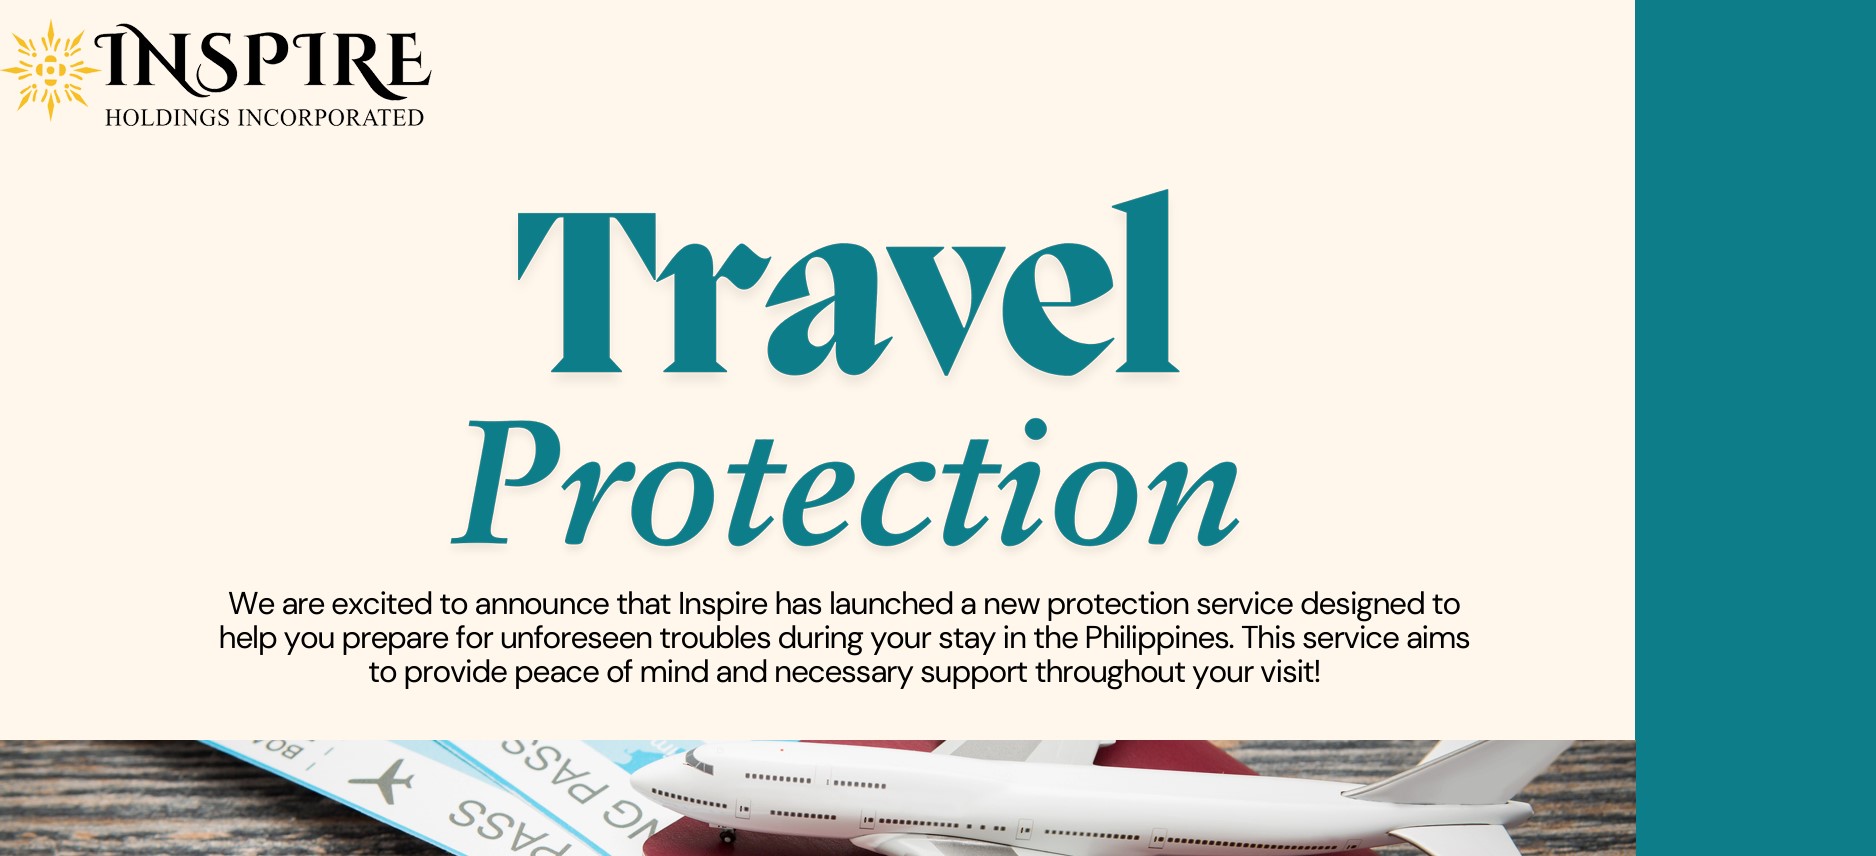 INSPIRE
HOLDINGS INCORPORATED
Travel
Protection
We are excited to announce that Inspire has launched a new protection service designed to
help you prepare for unforeseen troubles during your stay in the Philippines. This service aims
to provide peace of mind and necessary support throughout your visit!
PASS
PASS